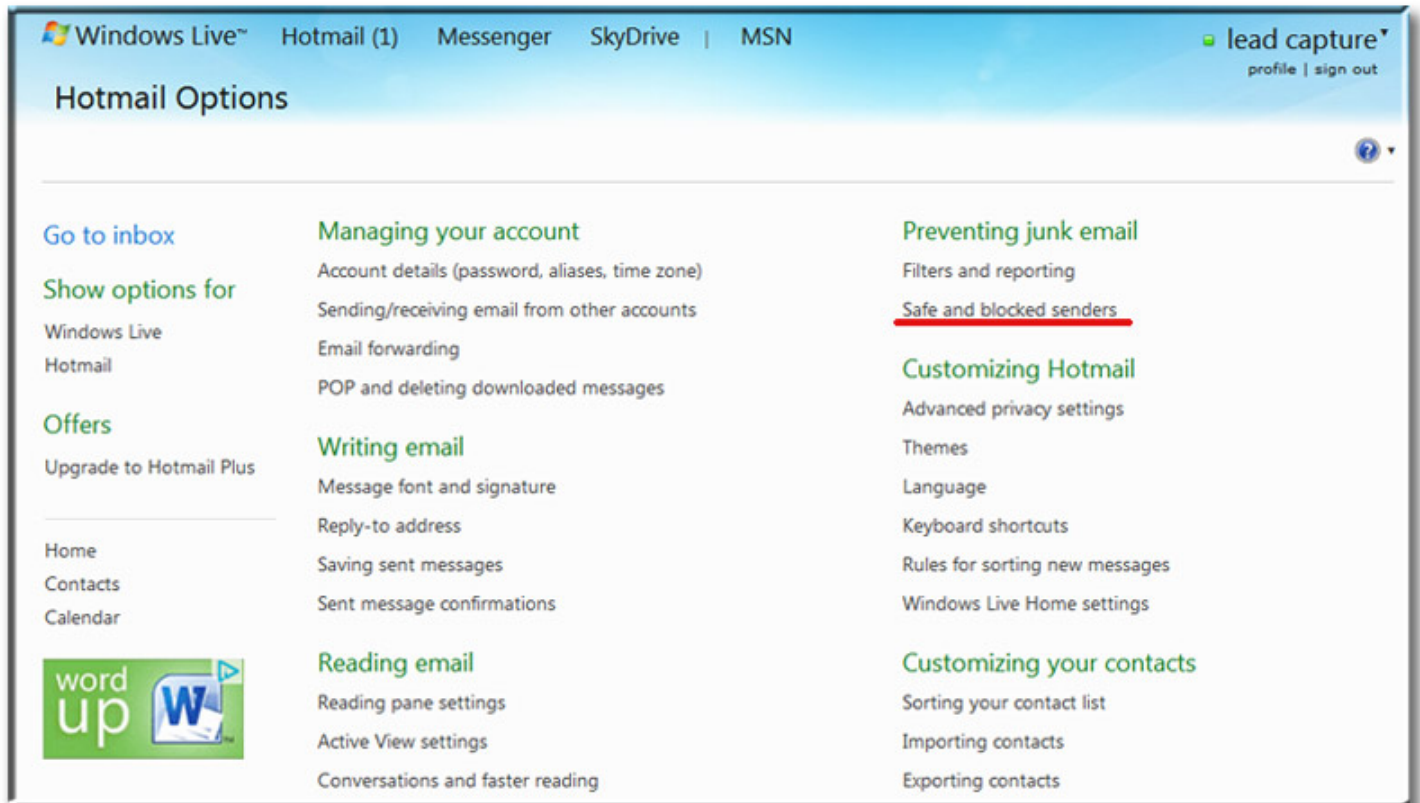 Windows Live™ Hotmail (1) Messenger SkyDrive | MSN
lead capture
profile | sign out
Hotmail Options
Go to inbox
Show options for
Windows Live
Hotmail
Offers
Upgrade to Hotmail Plus
Home
Contacts
Calendar
word
up
W
Managing your account
Account details (password, aliases, time zone)
Sending/receiving email from other accounts
Email forwarding
POP and deleting downloaded messages
Writing email
Message font and signature
Reply-to address
Saving sent messages
Sent message confirmations
Reading email
Reading pane settings
Active View settings
Conversations and faster reading
Preventing junk email
Filters and reporting
Safe and blocked senders
Customizing Hotmail
Advanced privacy settings
Themes
Language
Keyboard shortcuts
Rules for sorting new messages
Windows Live Home settings
Customizing your contacts
Sorting your contact list
Importing contacts
Exporting contacts